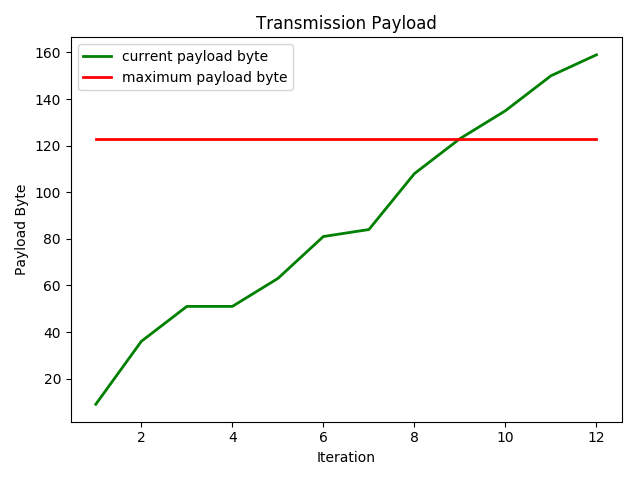 Transmission Payload
current payload byte
maximum payload byte
160
140
120
100
80
60
40
20
Payload Byte
2 4 6 8 10 12
Iteration